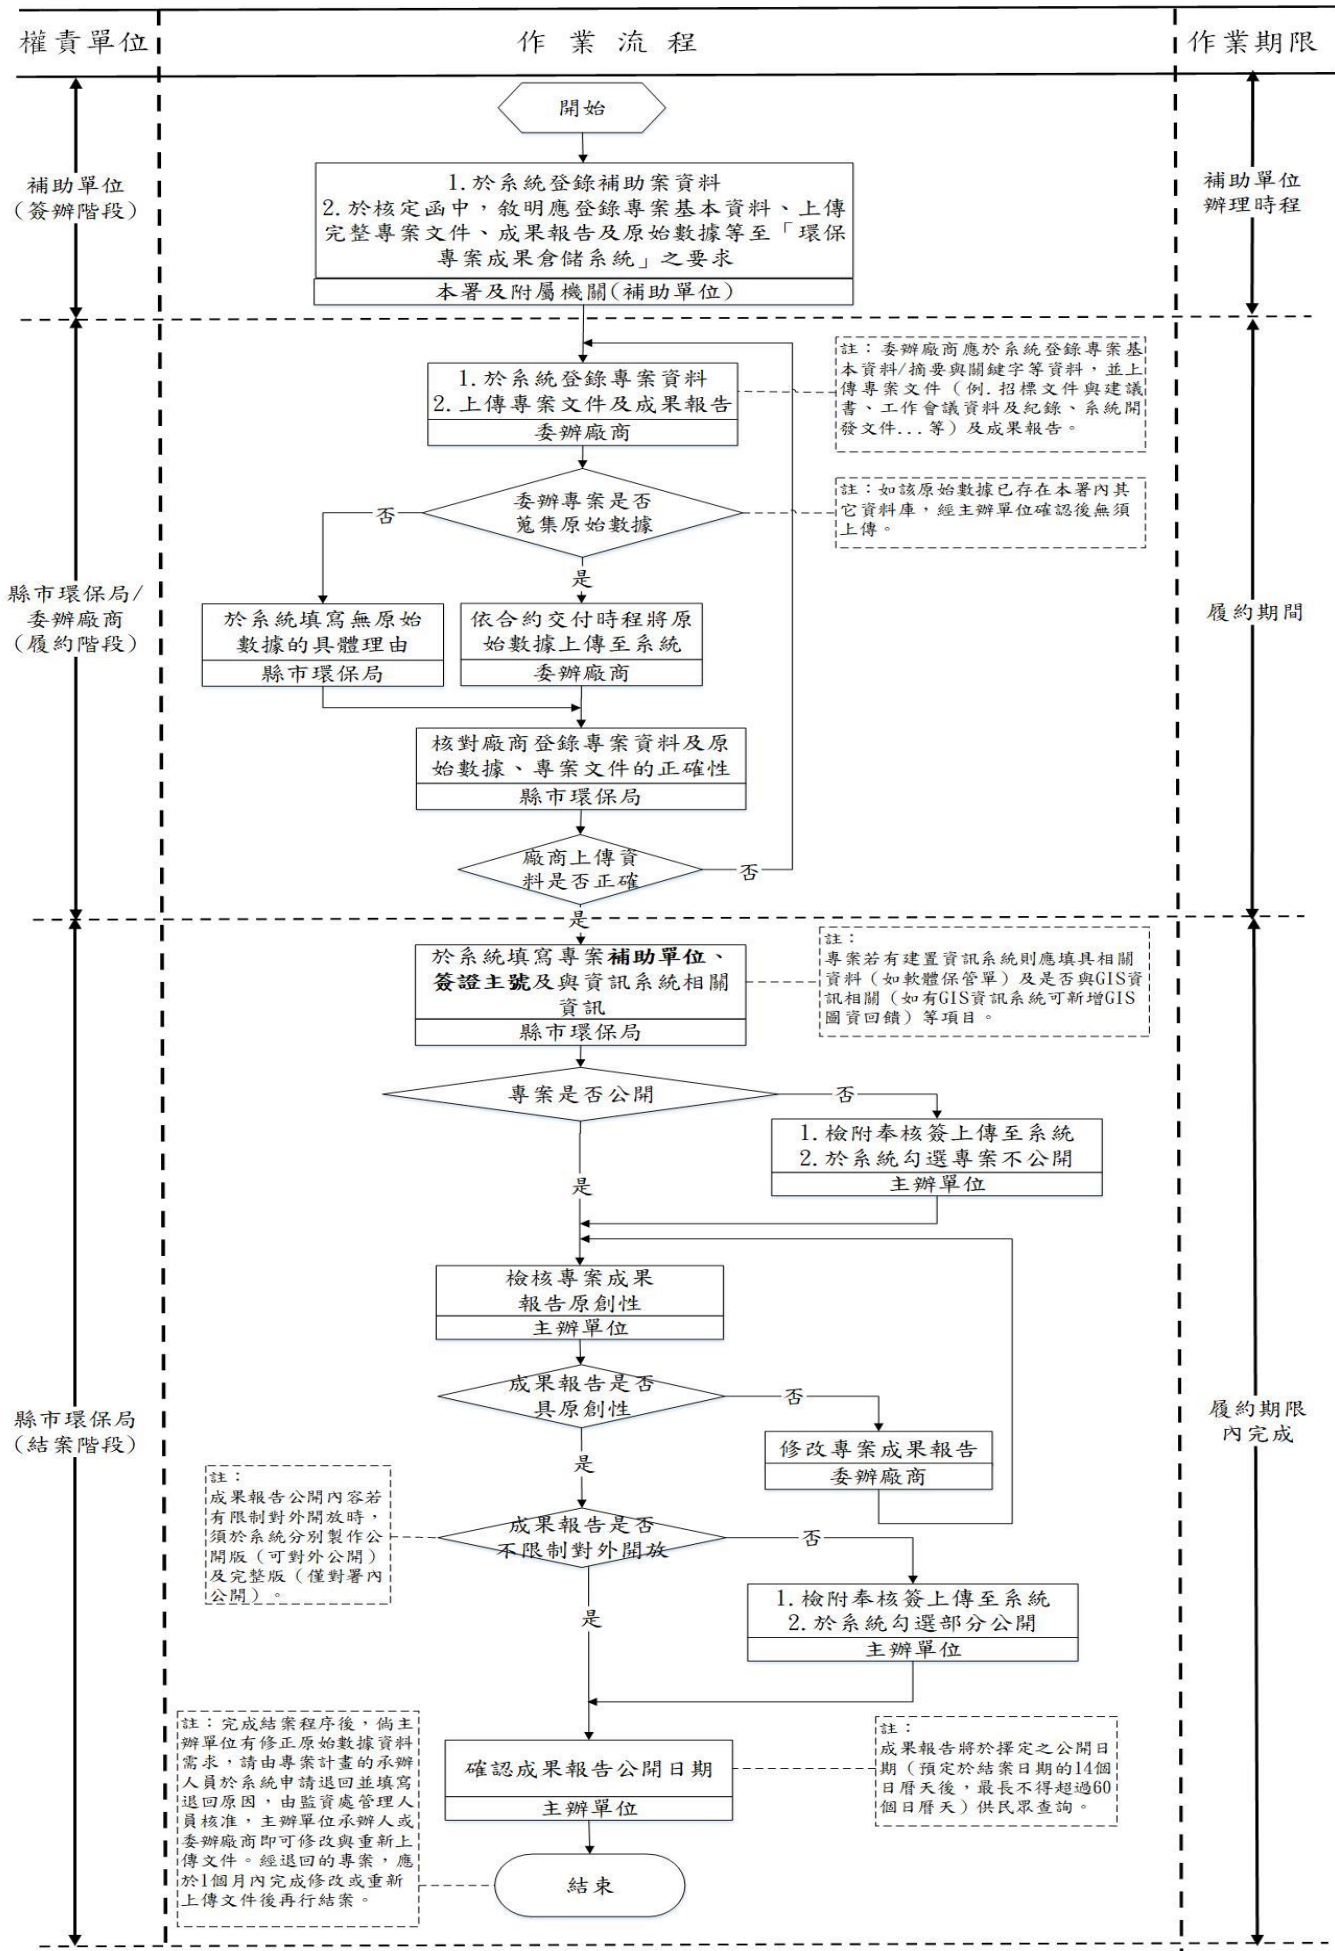 權責單位
作業流程
作業期限
補助單位
（簽辦階段）
開始
1.於系統登錄補助案資料
2.於核定函中，敘明應登錄專案基本資料、上傳
完整專案文件、成果報告及原始數據等至「環保
專案成果倉儲系統」之要求
本署及附屬機關(補助單位)
補助單位
辦理時程
縣市環保局/
委辦廠商
（履約階段）
1.於系統登錄專案資料
2.上傳專案文件及成果報告
委辦廠商
註：委辦廠商應於系統登錄專案基
本資料/摘要與關鍵字等資料，並上
傳專案文件（例.招標文件與建議
書、工作會議資料及紀錄、系統開
發文件...等）及成果報告。
委辦專案是否
蒐集原始數據
註：如該原始數據已存在本署內其
它資料庫，經主辦單位確認後無須
上傳。
否
是
於系統填寫無原始
數據的具體理由
縣市環保局
依合約交付時程將原
始數據上傳至系統
委辦廠商
履約期間
核對廠商登錄專案資料及原
始數據、專案文件的正確性
縣市環保局
廠商上傳資
料是否正確
否
是
縣市環保局
（結案階段）
於系統填寫專案補助單位、
簽證主號及與資訊系統相關
資訊
縣市環保局
註：
專案若有建置資訊系統則應填具相關
資料（如軟體保管單）及是否與GIS資
訊相關（如有GIS資訊系統可新增GIS
圖資回饋）等項目。
專案是否公開
否
1.檢附奉核簽上傳至系統
2.於系統勾選專案不公開
主辦單位
是
檢核專案成果
報告原創性
主辦單位
成果報告是否
具原創性
否
修改專案成果報告
委辦廠商
是
履約期限
內完成
註：
成果報告公開內容若
有限制對外開放時，
須於系統分別製作公
開版（可對外公開）
及完整版（僅對署內
公開）。
成果報告是否
不限制對外開放
否
1.檢附奉核簽上傳至系統
2.於系統勾選部分公開
主辦單位
是
註：完成結案程序後，倘主
辦單位有修正原始數據資料
需求，請由專案計畫的承辦
人員於系統申請退回並填寫
退回原因，由監資處管理人
員核准，主辦單位承辦人或
委辦廠商即可修改與重新上
傳文件。經退回的專案，應
於1個月內完成修改或重新
上傳文件後再行結案。
確認成果報告公開日期
主辦單位
註：
成果報告將於擇定之公開日
期（預定於結案日期的14個
日曆天後，最長不得超過60
個日曆天）供民眾查詢。
結束